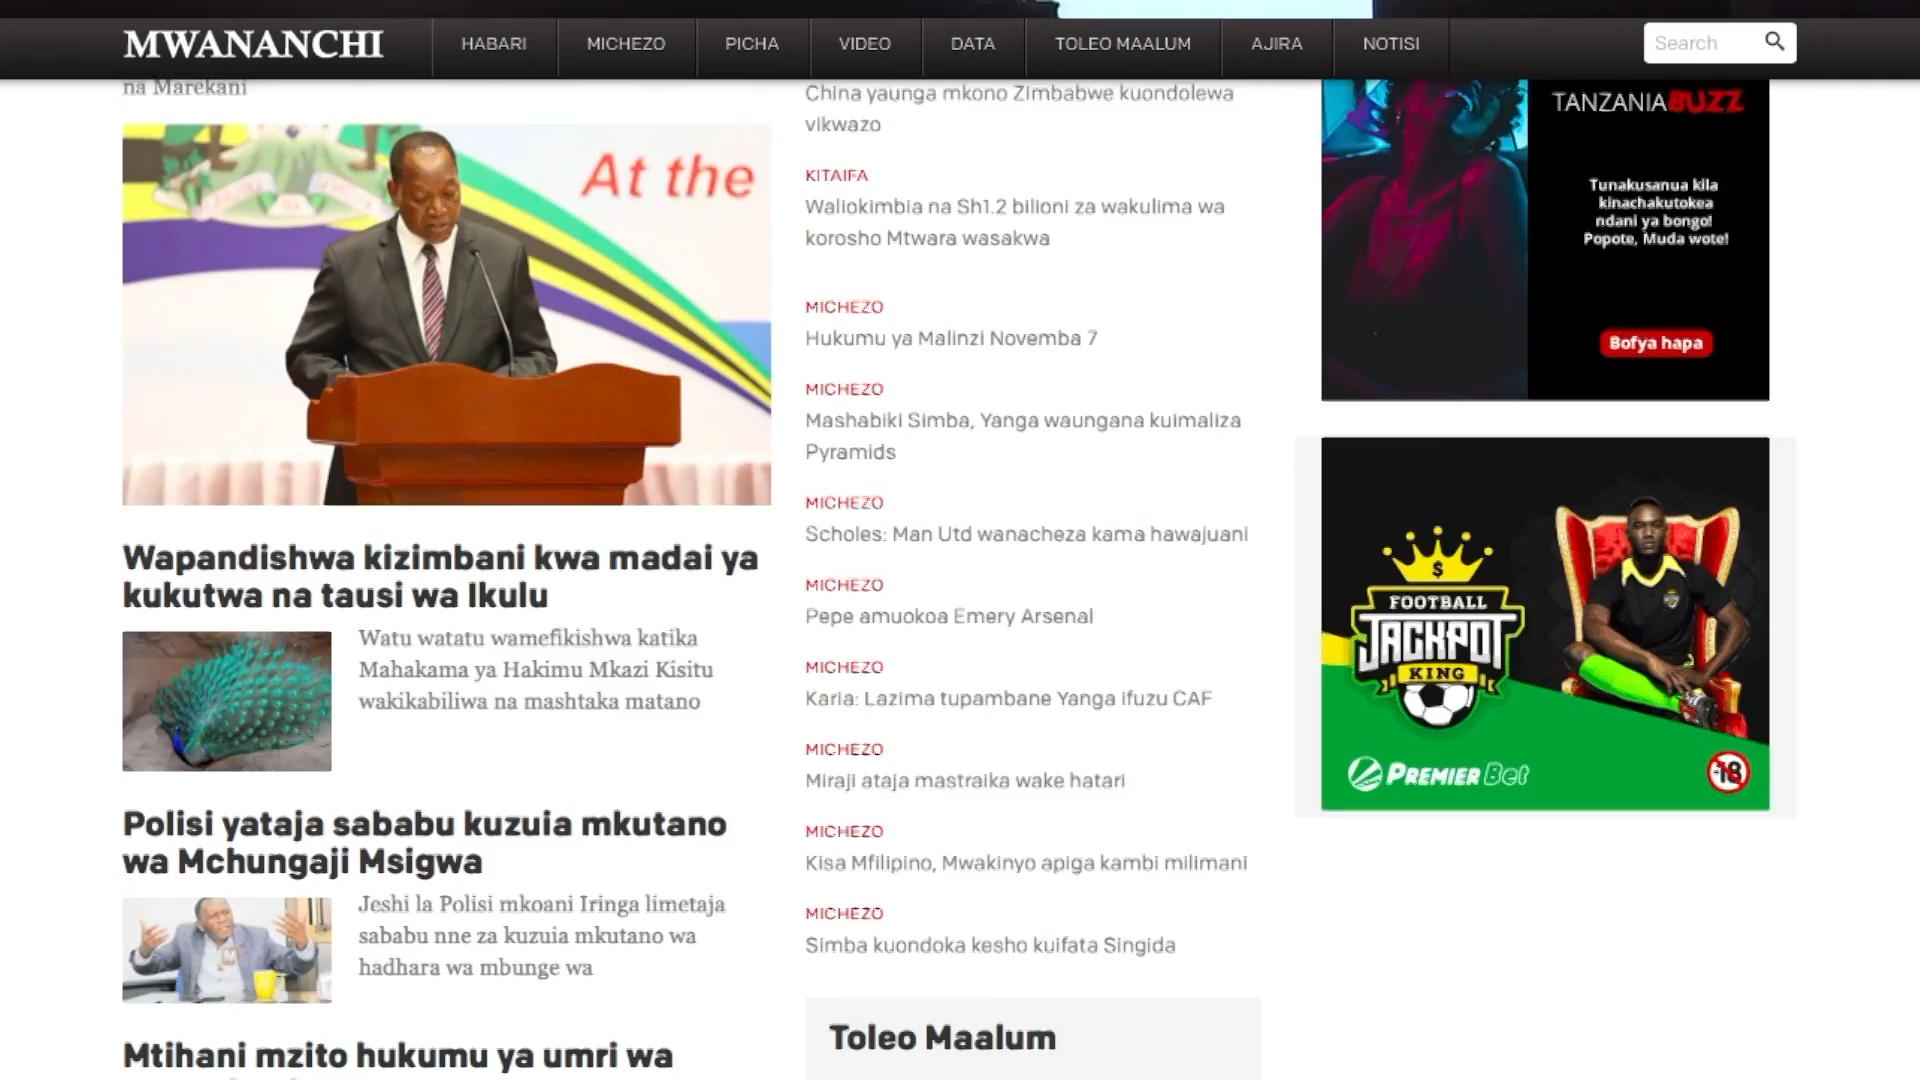 MWANANCHI
HABARI
MICHEZO
PICHA
VIDEO
DATA
TOLEO MAALUM
AJIRA
NOTISI
Search
na Marekani
At the
Wapandishwa kizimbani kwa madai ya
kukutwa na tausi wa Ikulu
Watu watatu wamefikishwa katika
Mahakama ya Hakimu Mkazi Kisitu
wakikabiliwa na mashtaka matano
Polisi yataja sababu kuzuia mkutano
wa Mchungaji Msigwa
Jeshi la Polisi mkoani Iringa limetaja
sababu nne za kuzuia mkutano wa
hadhara wa mbunge wa
Mtihani mzito hukumu ya umri wa
China yaunga mkono Zimbabwe kuondolewa
vikwazo
KITAIFA
Waliokimbia na Sh1.2 bilioni za wakulima wa
korosho Mtwara wasakwa
MICHEZO
Hukumu ya Malinzi Novemba 7
MICHEZO
Mashabiki Simba, Yanga waungana kuimaliza
Pyramids
MICHEZO
Scholes: Man Utd wanacheza kama hawajuani
MICHEZO
Pepe amuokoa Emery Arsenal
MICHEZO
Karia: Lazima tupambane Yanga ifuzu CAF
MICHEZO
Miraji ataja mastraika wake hatari
MICHEZO
Kisa Mfilipino, Mwakinyo apiga kambi milimani
MICHEZO
Simba kuondoka kesho kuifata Singida
Toleo Maalum
TANZANIABUZZ
Tunakusanua kila
kinachakutokea
ndani ya bongo!
Popote, Muda wote!
Bofya hapa
$
FOOTBALL
JACKPOT
KING
PREMIER Bet
-18